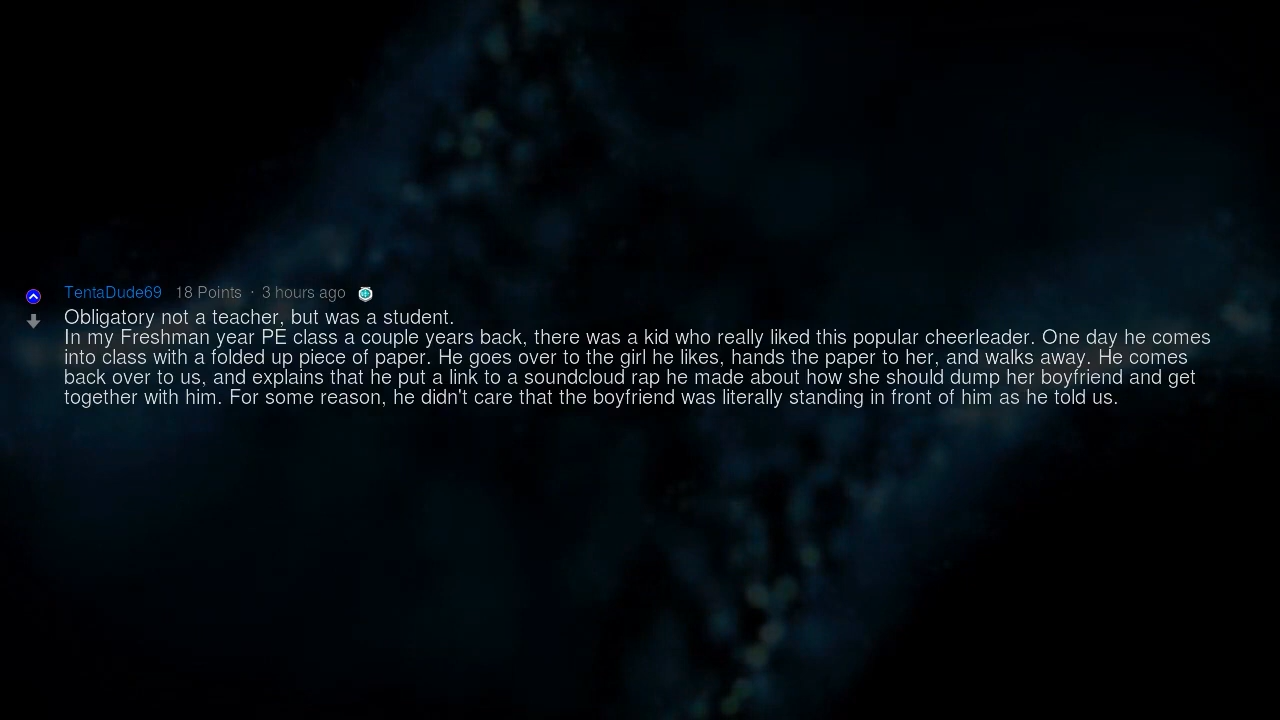 TentaDude69 18 Points · 3 hours ago
Obligatory not a teacher, but was a student.
In my Freshman year PE class a couple years back, there was a kid who really liked this popular cheerleader. One day he comes
into class with a folded up piece of paper. He goes over to the girl he likes, hands the paper to her, and walks away. He comes
back over to us, and explains that he put a link to a soundcloud rap he made about how she should dump her boyfriend and get
together with him. For some reason, he didn't care that the boyfriend was literally standing in front of him as he told us.